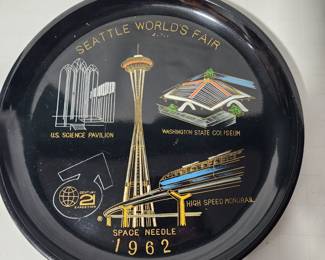 SEATTLE WORLD'S FAIR
U.S. SCIENCE PAVILION
WASHINGTON STATE COLISEUM
21
HIGH SPEED MONORAIL
SPACE NEEDLE
®
1962